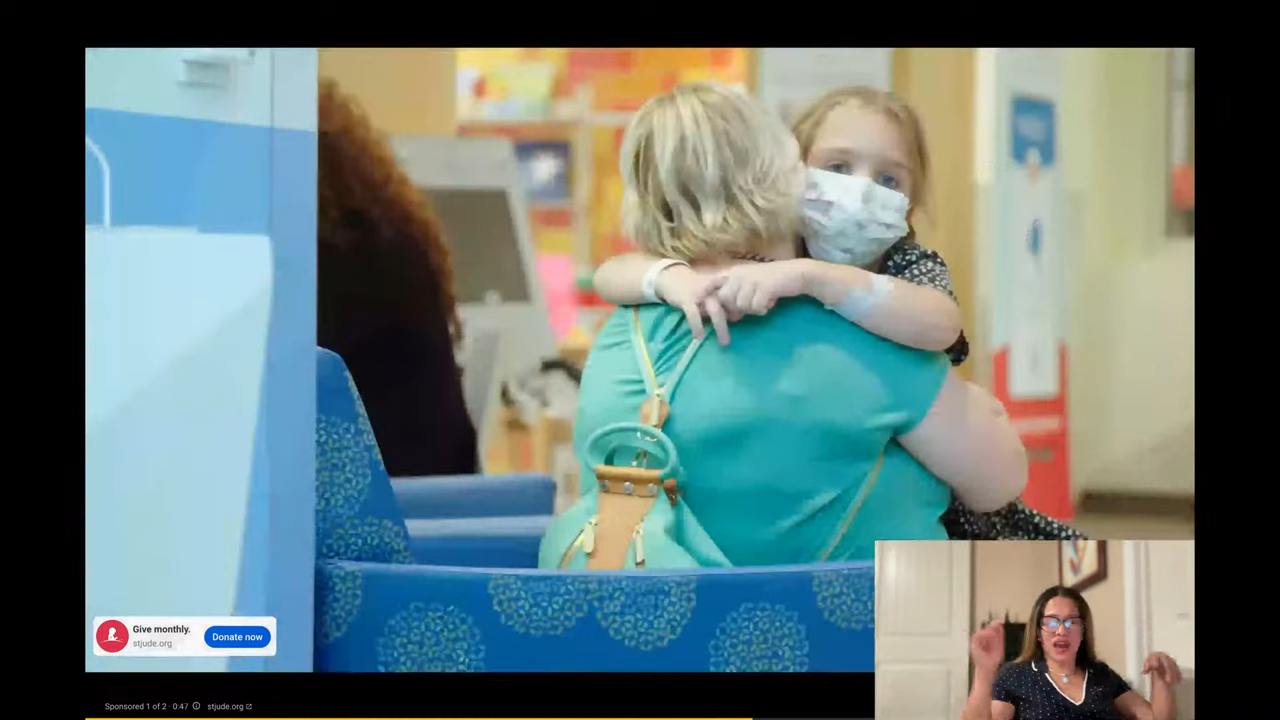 Give monthly.
stjude.org
Donate now
Sponsored 1 of 2 · 0:47
stjude.org